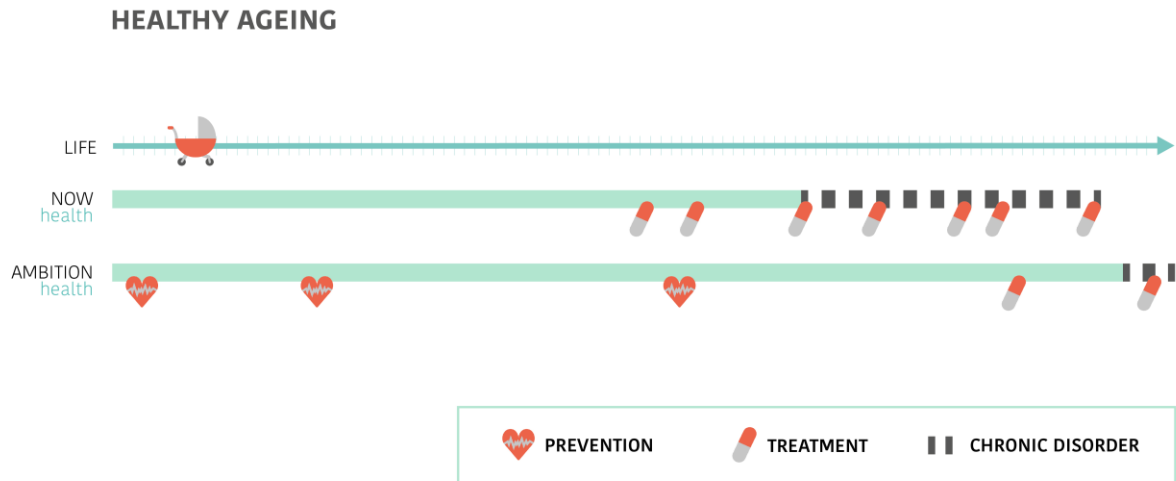 HEALTHY AGEING
LIFE
NOW
health
AMBITION
health
PREVENTION
TREATMENT
CHRONIC DISORDER